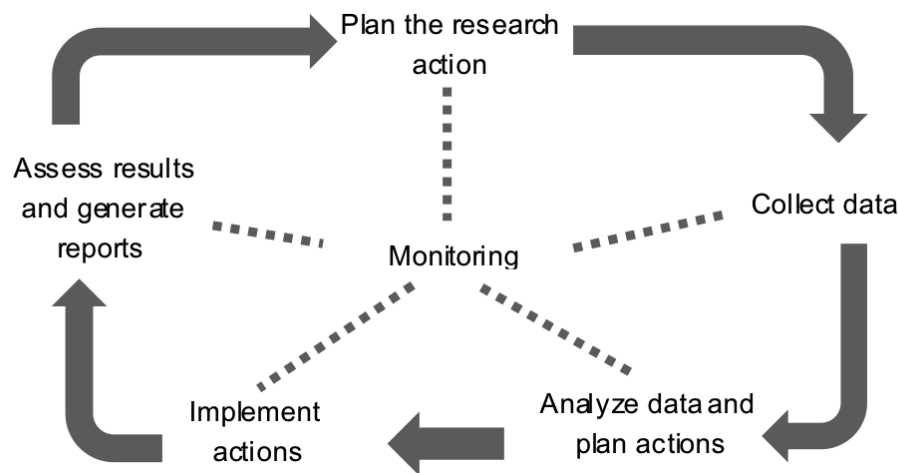 Plan the research
action
Assess results
and generate
reports
Collect data
Monitoring
Implement
actions
Analyze data and
plan actions